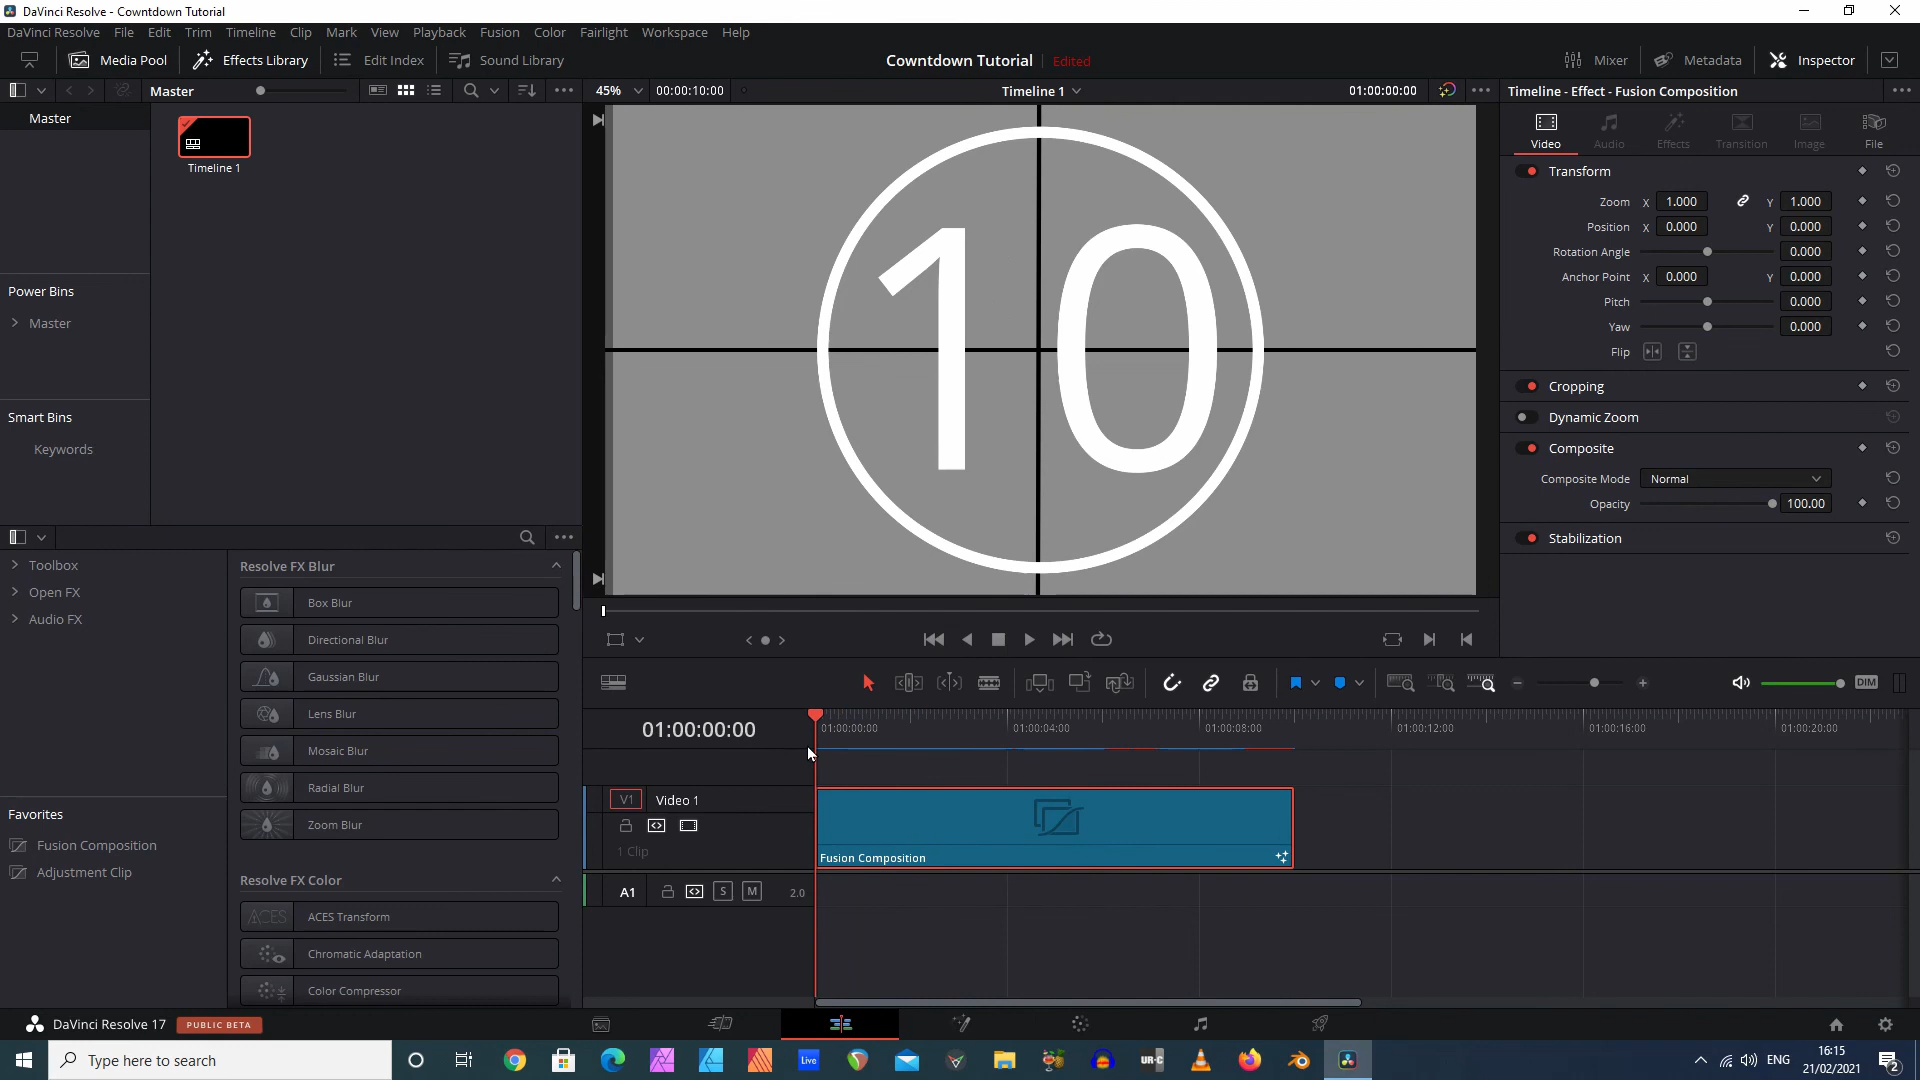 DaVinci Resolve - Cowntdown Tutorial
DaVinci Resolve File Edit Trim Timeline Clip Mark View Playback Fusion Color Fairlight Workspace Help
Media Pool Effects Library Edit Index Sound Library Cowntdown Tutorial Edited Mixer Metadata Inspector
Master 45% 00:00:10:00 Timeline 1 01:00:00:00 Timeline - Effect - Fusion Composition
Master
Timeline 1
Power Bins
Master
Smart Bins
Keywords
10
Video Audio Effects Transition Image File
Transform
Zoom X 1.000 Y 1.000
Position X 0.000 Y 0.000
Rotation Angle 0.000
Anchor Point X 0.000 Y 0.000
Pitch 0.000
Yaw 0.000
Flip
Cropping
Dynamic Zoom
Composite
Composite Mode Normal
Opacity 100.00
Stabilization
Toolbox
Open FX
Audio FX
Favorites
Fusion Composition
Adjustment Clip
Resolve FX Blur
Box Blur
Directional Blur
Gaussian Blur
Lens Blur
Mosaic Blur
Radial Blur
Zoom Blur
Resolve FX Color
ACES ACES Transform
Chromatic Adaptation
Color Compressor
DIM
01:00:00:00 01:00:00:00 01:00:04:00 01:00:08:00 01:00:12:00 01:00:16:00 01:00:20:00
V1 Video 1
1 Clip
Fusion Composition
A1 S M 2.0
DaVinci Resolve 17 PUBLIC BETA
Type here to search Live UR-C ENG 16:15
21/02/2021 2